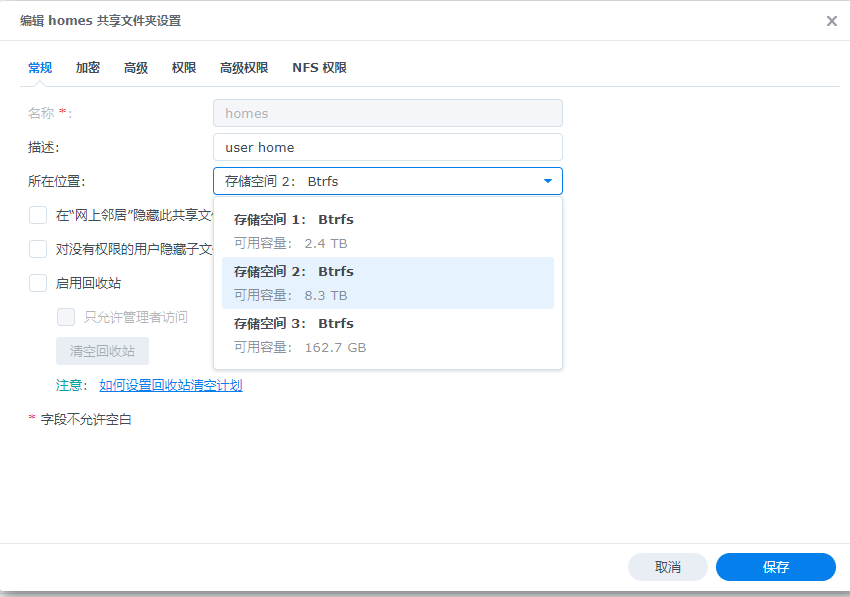 编辑 homes 共享文件夹设置
常规 加密 高级 权限 高级权限 NFS 权限
名称 *: homes
描述: user home
所在位置: 存储空间 2： Btrfs
在“网上邻居”隐藏此共享文
存储空间 1： Btrfs
可用容量： 2.4 TB
对没有权限的用户隐藏子文
存储空间 2： Btrfs
可用容量： 8.3 TB
启用回收站
只允许管理者访问
存储空间 3： Btrfs
可用容量： 162.7 GB
清空回收站
注意： 如何设置回收站清空计划
* 字段不允许空白
取消 保存